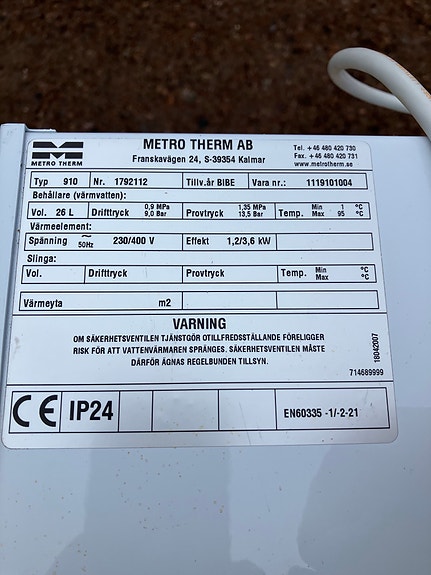 METRO THERM
METRO THERM AB
Franskavägen 24, S-39354 Kalmar
Tel. +46 480 420 730
Fax. +46 480 420 731
www.metrotherm.se
Typ 910 Nr. 1792112 Tillv.år BIBE Vara nr.: 1119101004
Behållare (värmvatten):
Vol. 26 L Drifttryck 0,9 MPa 9,0 Bar Provtryck 1,35 MPa 13,5 Bar Temp. Min 1 °C Max 95 °C
Värmeelement:
Spänning ~ 50Hz 230/400 V Effekt 1,2/3,6 kW
Slinga:
Vol. Drifttryck Provtryck Temp. Min °C Max °C
Värmeyta m2
VARNING
OM SÄKERHETSVENTILEN TJÄNSTGÖR OTILLFREDSSTÄLLANDE FÖRELIGGER
RISK FÖR ATT VATTENVÄRMAREN SPRÄNGES. SÄKERHETSVENTILEN MÅSTE
DÄRFÖR ÄGNAS REGELBUNDEN TILLSYN.
18042007
714689999
CE IP24 EN60335 -1/-2-21